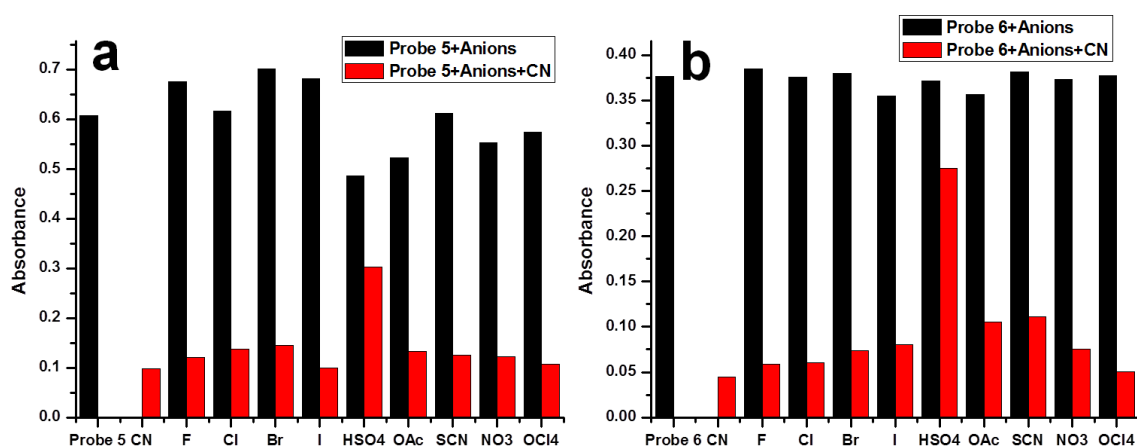 a
Probe 5+Anions
Probe 5+Anions+CN
Absorbance
0.7
0.6
0.5
0.4
0.3
0.2
0.1
0.0
Probe 5 CN F Cl Br I HSO4 OAc SCN NO3 OCl4
b
Probe 6+Anions
Probe 6+Anions+CN
Absorbance
0.40
0.35
0.30
0.25
0.20
0.15
0.10
0.05
0.00
Probe 6 CN F Cl Br I HSO4 OAc SCN NO3 OCl4